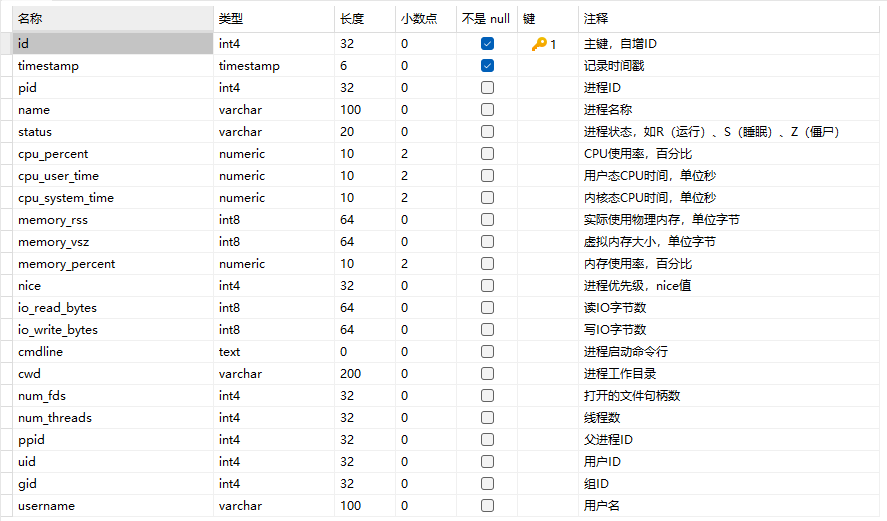 名称 类型 长度 小数点 不是 null 键 注释
id int4 32 0 1 主键，自增ID
timestamp timestamp 6 0 记录时间戳
pid int4 32 0 进程ID
name varchar 100 0 进程名称
status varchar 20 0 进程状态，如R（运行）、S（睡眠）、Z（僵尸）
cpu_percent numeric 10 2 CPU使用率，百分比
cpu_user_time numeric 10 2 用户态CPU时间，单位秒
cpu_system_time numeric 10 2 内核态CPU时间，单位秒
memory_rss int8 64 0 实际使用物理内存，单位字节
memory_vsz int8 64 0 虚拟内存大小，单位字节
memory_percent numeric 10 2 内存使用率，百分比
nice int4 32 0 进程优先级，nice值
io_read_bytes int8 64 0 读IO字节数
io_write_bytes int8 64 0 写IO字节数
cmdline text 0 0 进程启动命令行
cwd varchar 200 0 进程工作目录
num_fds int4 32 0 打开的文件句柄数
num_threads int4 32 0 线程数
ppid int4 32 0 父进程ID
uid int4 32 0 用户ID
gid int4 32 0 组ID
username varchar 100 0 用户名